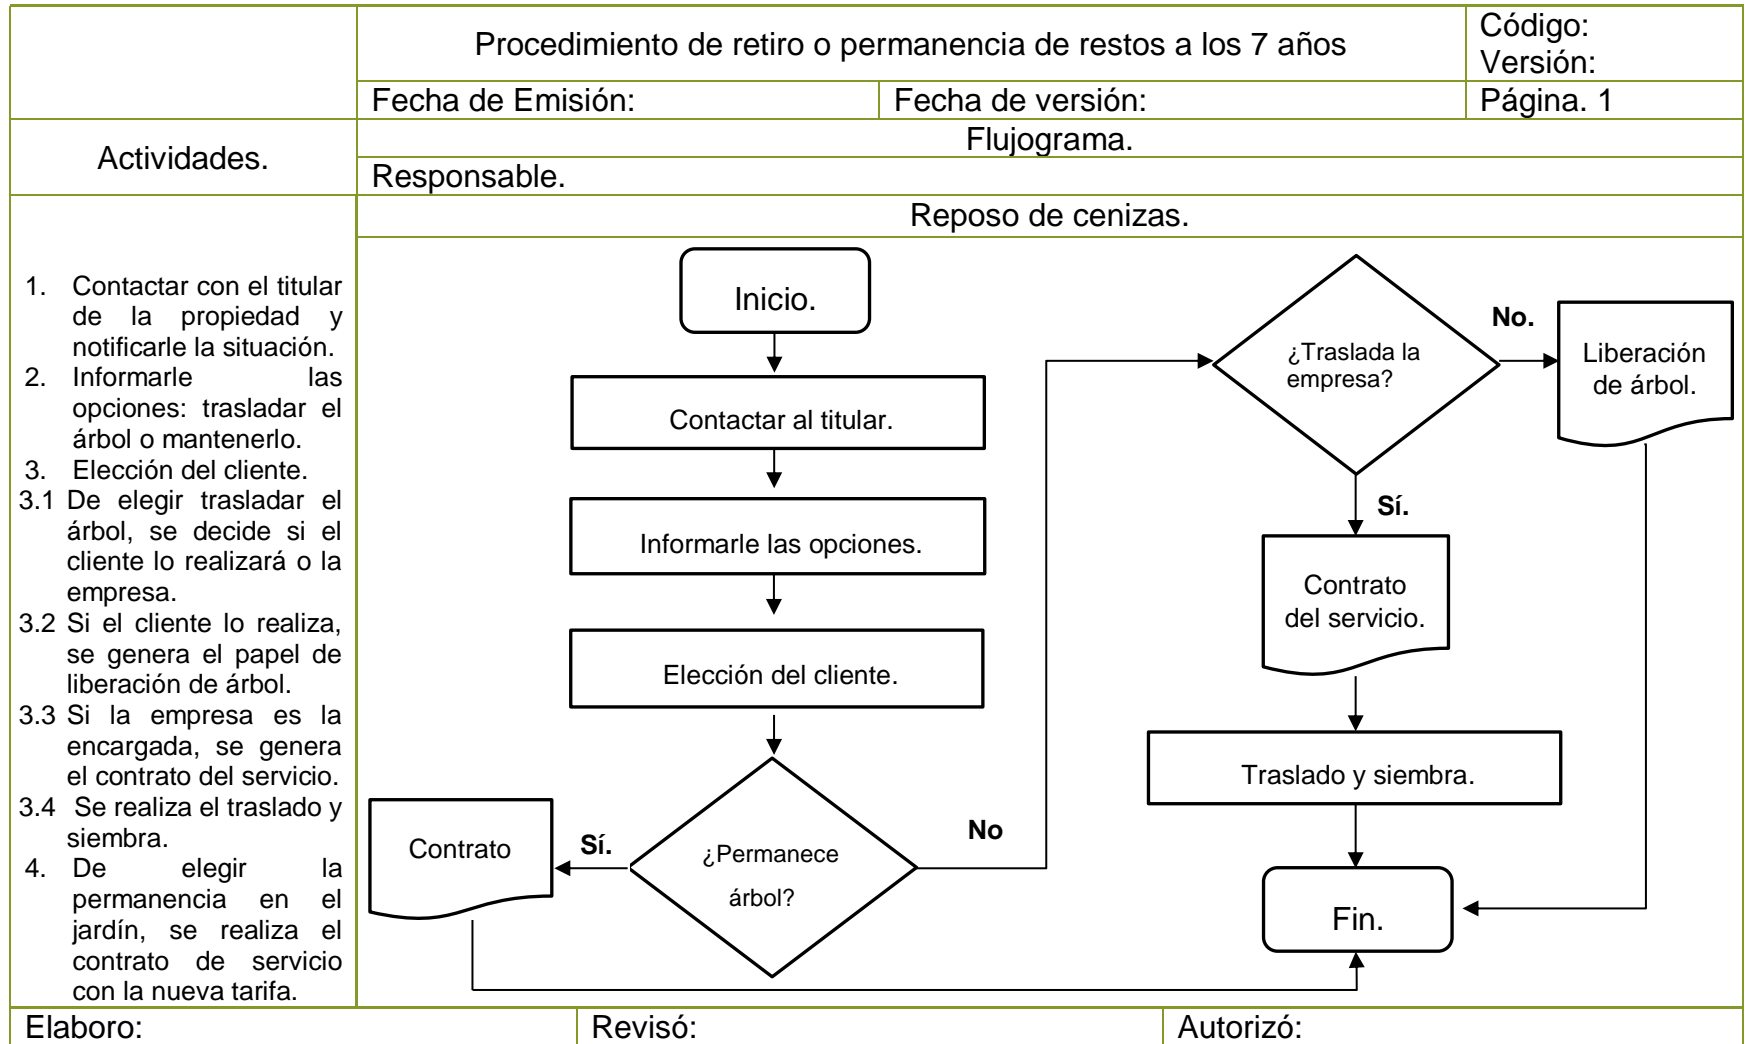 Procedimiento de retiro o permanencia de restos a los 7 años
Código:
Versión:
Fecha de Emisión:
Fecha de versión:
Página. 1
Actividades.
Flujograma.
Responsable.
Reposo de cenizas.
1. Contactar con el titular
de la propiedad y
notificarle la situación.
2. Informarle las
opciones: trasladar el
árbol o mantenerlo.
3. Elección del cliente.
3.1 De elegir trasladar el
árbol, se decide si el
cliente lo realizará o la
empresa.
3.2 Si el cliente lo realiza,
se genera el papel de
liberación de árbol.
3.3 Si la empresa es la
encargada, se genera
el contrato del servicio.
3.4 Se realiza el traslado y
siembra.
4. De elegir la
permanencia en el
jardín, se realiza el
contrato de servicio
con la nueva tarifa.
Inicio.
Contactar al titular.
Informarle las opciones.
Elección del cliente.
¿Permanece
árbol?
Sí.
Contrato
No
¿Traslada la
empresa?
No.
Liberación
de árbol.
Sí.
Contrato
del servicio.
Traslado y siembra.
Fin.
Elaboro:
Revisó:
Autorizó: